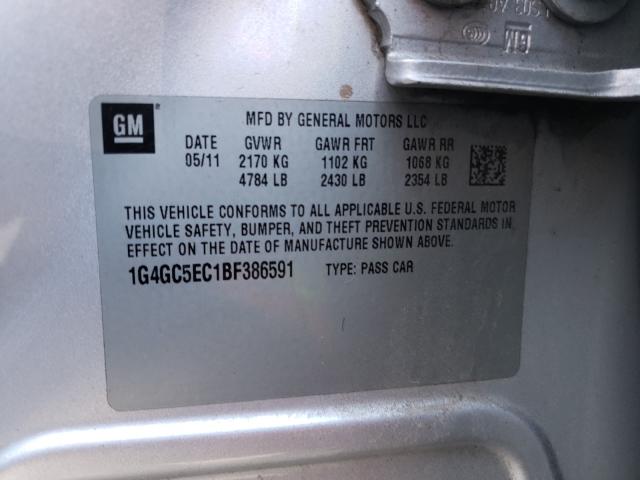 GM
MFD BY GENERAL MOTORS LLC
DATE GVWR GAWR FRT GAWR RR
05/11 2170 KG 1102 KG 1068 KG
4784 LB 2430 LB 2354 LB
THIS VEHICLE CONFORMS TO ALL APPLICABLE U.S. FEDERAL MOTOR
VEHICLE SAFETY, BUMPER, AND THEFT PREVENTION STANDARDS IN
EFFECT ON THE DATE OF MANUFACTURE SHOWN ABOVE.
1G4GC5EC1BF386591 TYPE: PASS CAR
GM